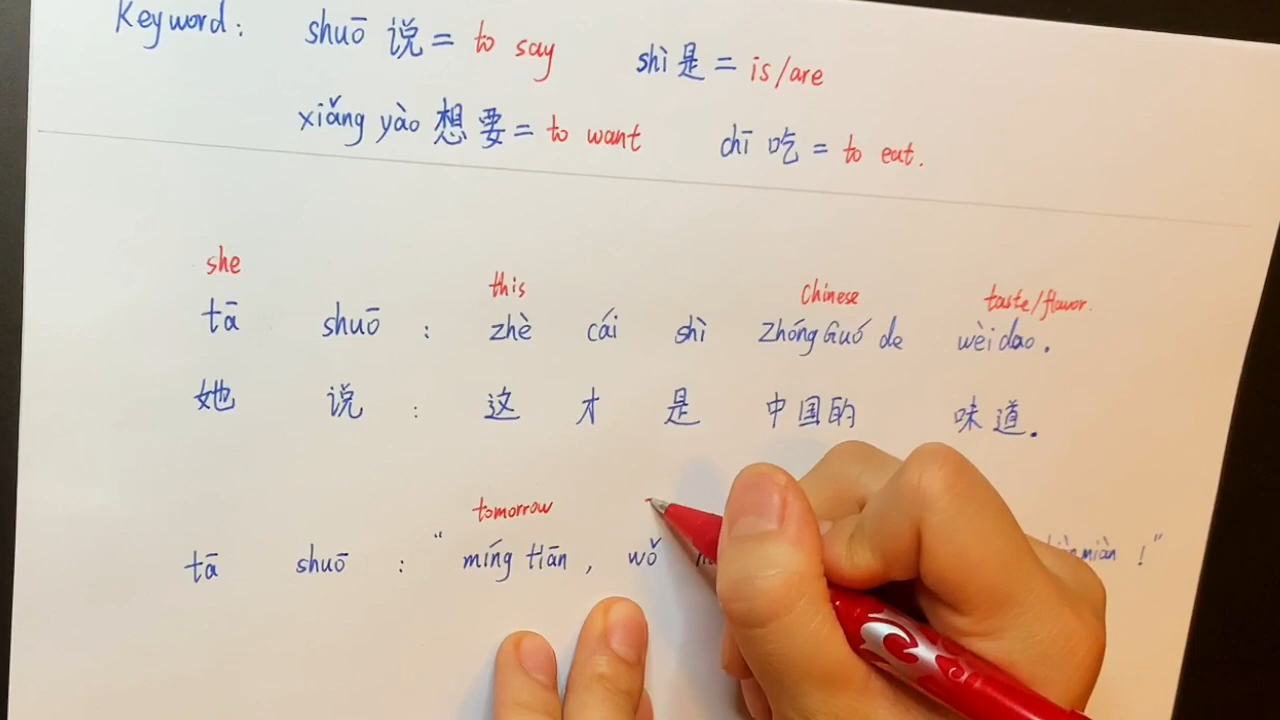 Keyword: shuō 说 = to say shì 是 = is/are
xiǎng yào 想要 = to want chī 吃 = to eat.
she this Chinese taste/flavor.
tā shuō : zhè cái shì Zhóng Guó de wèi dao.
她 说 : 这 才 是 中国的 味道.
tomorrow
tā shuō : " míng tiān , wǒ miàn ! "